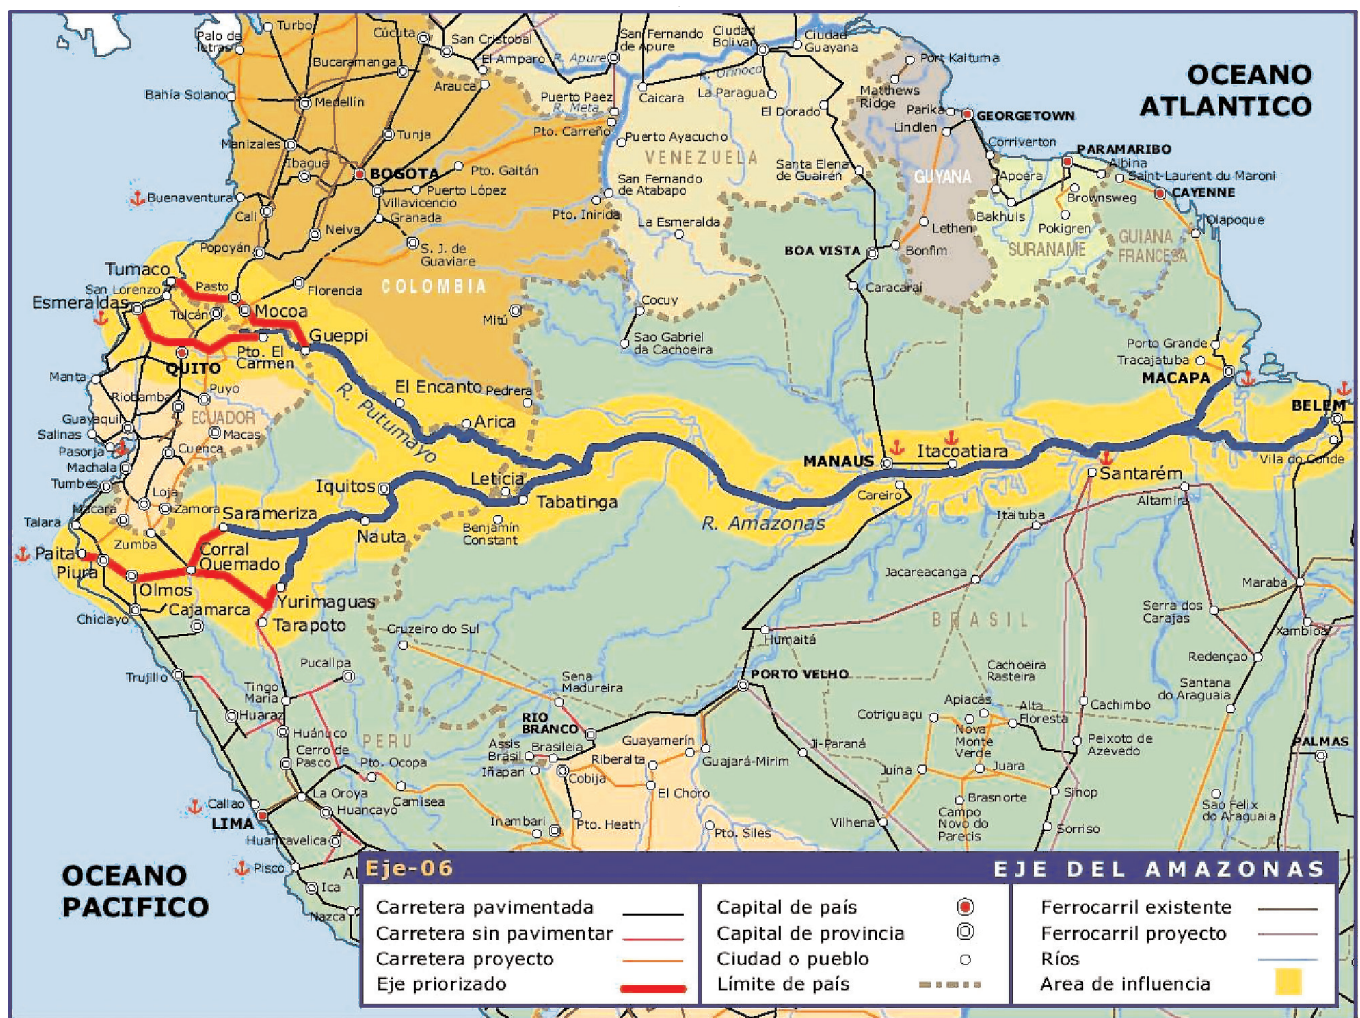 Turbo
Palo de
letras
Cúcuta
San Cristobal
San Fernando
de Apure
Ciudad
Bolivar
Ciudad
Guayana
Bucaramanga
El Amparo
R. Apure
R. Orinoco
Port Kaituma
OCEANO
ATLANTICO
Bahia Solano
Arauca
Puerto Paez
R. Meta
Caicara
La Paragua
Matthews
Ridge
Medellín
El Dorado
Parika
GEORGETOWN
Tunja
Pto. Carreño
Puerto Ayacucho
Linden
Corriverton
Manizales
VENEZUELA
PARAMARIBO
Ibague
BOGOTA
Pto. Gaitán
Santa Elena
de Guairén
GUYANA
Apoera
Albina
Saint-Laurent du Maroni
Buenaventura
Puerto López
San Fernando
de Atabapo
Brownsweg
CAYENNE
Villavicencio
Cali
Granada
Pto. Inirida
La Esmeralda
Bakhuis
Oiapoque
Neiva
Lethen
Pokigren
Popoyán
S. J. de
Guaviare
BOA VISTA
Bonfim
SURANAME
GUIANA
FRANCESA
Tumaco
San Lorenzo
Pasto
Florencia
COLOMBIA
Caracarai
Esmeraldas
Tulcán
Mocoa
Mitú
Cocuy
Gueppi
Sao Gabriel
da Cachoeira
Porto Grande
Tracajatuba
Pto. El
Carmen
QUITO
MACAPA
Manta
Puyo
El Encanto
Pedrera
Riobamba
R. Putumayo
BELEM
Guayaquil
ECUADOR
Arica
Salinas
Macas
Pasorja
Cuenca
Itacoatiara
Machala
MANAUS
Vila do Conde
Santarém
Tumbes
Iquitos
Leticia
Loja
Tabatinga
Careiro
Altamira
Macara
Zamora
Sarameriza
Talara
R. Amazonas
Itaituba
Zumba
Nauta
Benjamín
Constant
Paita
Corral
Quemado
Piura
Jacareacanga
Olmos
Yurimaguas
Marabá
Cajamarca
Chiclayo
Tarapoto
Serra dos
Carajas
BRASIL
Cruzeiro do Sul
Humaitá
Xambioa
Pucallpa
Redençao
Trujillo
Sena
Madureira
PORTO VELHO
Cachoeira
Rasteira
Tingo
Maria
Santana
do Araguaia
Apiacás
Huaraz
RIO
BRANCO
Cotriguaçu
Alta
Floresta
Cachimbo
Huánuco
PERU
Nova
Monte
Verde
Cerro de
Pasco
Assis
Brasil
Brasileia
Guayamerín
Ji-Paraná
Peixoto de
Azevedo
PALMAS
Pto. Ocopa
Iñapari
Riberalta
Guajará-Mirim
Juina
Juara
Cobija
La Oroya
Camisea
El Choro
Brasnorte
Sinop
Callao
Huancayo
Sao Felix
do Araguaia
LIMA
Inambari
Pto. Heath
Pto. Siles
Vilhena
Campo
Novo do
Parecis
Sorriso
Huancavelica
Pisco
Ica
Nazca
OCEANO
PACIFICO
Eje-06
EJE DEL AMAZONAS
Carretera pavimentada
Capital de país
Ferrocarril existente
Carretera sin pavimentar
Capital de provincia
Ferrocarril proyecto
Carretera proyecto
Ciudad o pueblo
Ríos
Eje priorizado
Límite de país
Area de influencia